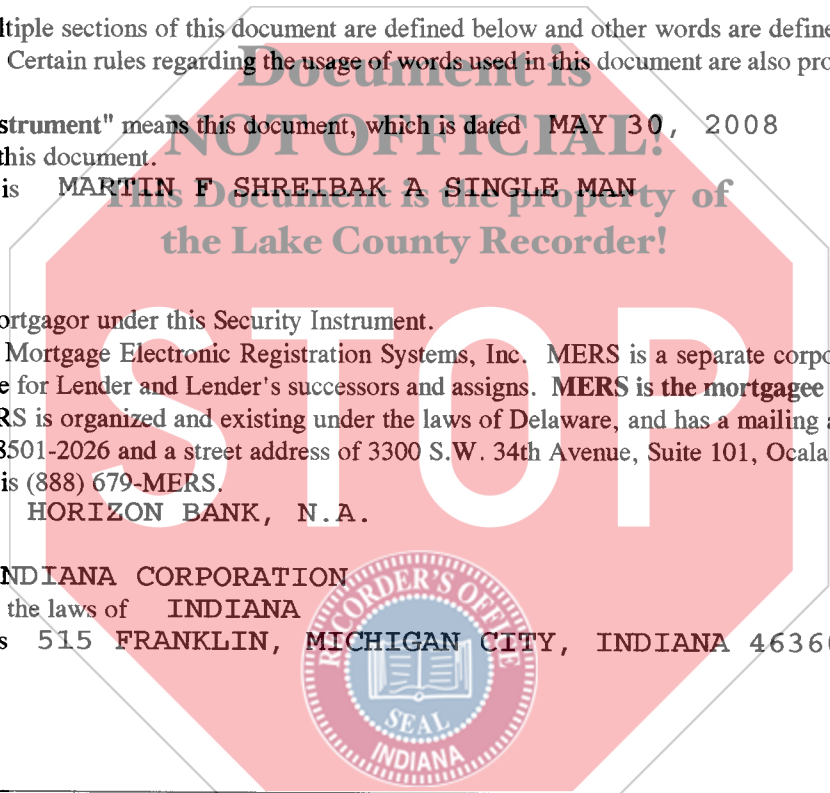 ltiple sections of this document are defined below and other words are define
Certain rules regarding the usage of words used in this document are also pro
Document is
strument" means this document, which is dated MAY 30, 2008
NOT OFFICIAL!
this document.
is MARTIN F SHREIBAK A SINGLE MAN
This Document is the property of
the Lake County Recorder!
ortgagor under this Security Instrument.
Mortgage Electronic Registration Systems, Inc. MERS is a separate corpo
e for Lender and Lender's successors and assigns. MERS is the mortgagee
RS is organized and existing under the laws of Delaware, and has a mailing a
8501-2026 and a street address of 3300 S.W. 34th Avenue, Suite 101, Ocala
is (888) 679-MERS.
STOP
HORIZON BANK, N.A.
NDIANA CORPORATION
the laws of INDIANA
s 515 FRANKLIN, MICHIGAN CITY, INDIANA 46360
RECORDER'S OFFICE
SEAL
INDIANA